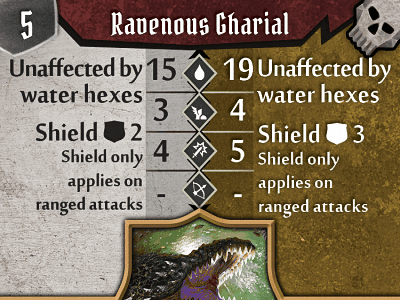 5 Ravenous Gharial
Unaffected by 15 19 Unaffected by
water hexes water hexes
3 4
Shield 2 Shield 3
Shield only 4 5 Shield only
applies on applies on
ranged attacks - - ranged attacks